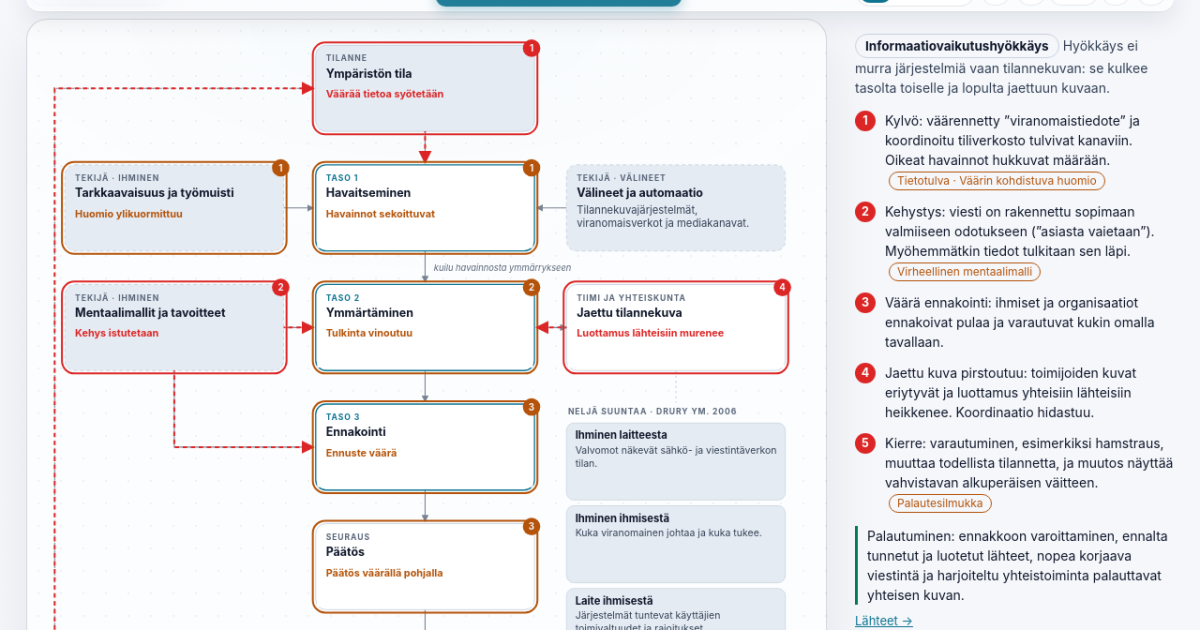 TILANNE
Ympäristön tila
Väärää tietoa syötetään
1
TEKIJÄ · IHMINEN
Tarkkaavaisuus ja työmuisti
Huomio ylikuormittuu
1
TASO 1
Havaitseminen
Havainnot sekoittuvat
1
TEKIJÄ · VÄLINEET
Välineet ja automaatio
Tilannekuvajärjestelmät,
viranomaisverkot ja mediakanavat.
kuilu havainnosta ymmärrykseen
TEKIJÄ · IHMINEN
Mentaalimallit ja tavoitteet
Kehys istutetaan
2
TASO 2
Ymmärtäminen
Tulkinta vinoutuu
2
TIIMI JA YHTEISKUNTA
Jaettu tilannekuva
Luottamus lähteisiin murenee
4
TASO 3
Ennakointi
Ennuste väärä
3
NELJÄ SUUNTAA · DRURY YM. 2006
Ihminen laitteesta
Valvomot näkevät sähkö- ja viestintäverkon
tilan.
Ihminen ihmisestä
Kuka viranomainen johtaa ja kuka tukee.
SEURAUS
Päätös
Päätös väärällä pohjalla
3
Laite ihmisestä
Järjestelmät tuntevat käyttäjien
toimivaltuudet ja rajoitukset.
Informaatiovaikutushyökkäys Hyökkäys ei
murra järjestelmiä vaan tilannekuvan: se kulkee
tasolta toiselle ja lopulta jaettuun kuvaan.
1 Kylvö: väärennetty ”viranomaistiedote” ja
koordinoitu tiliverkosto tulvivat kanaviin.
Oikeat havainnot hukkuvat määrään.
Tietotulva · Väärin kohdistuva huomio
2 Kehystys: viesti on rakennettu sopimaan
valmiiseen odotukseen (”asiasta vaietaan”).
Myöhemmätkin tiedot tulkitaan sen läpi.
Virheellinen mentaalimalli
3 Väärä ennakointi: ihmiset ja organisaatiot
ennakoivat pulaa ja varautuvat kukin omalla
tavallaan.
4 Jaettu kuva pirstoutuu: toimijoiden kuvat
eriytyvät ja luottamus yhteisiin lähteisiin
heikkenee. Koordinaatio hidastuu.
5 Kierre: varautuminen, esimerkiksi hamstraus,
muuttaa todellista tilannetta, ja muutos näyttää
vahvistavan alkuperäisen väitteen.
Palautesilmukka
Palautuminen: ennakkoon varoittaminen, ennalta
tunnetut ja luotetut lähteet, nopea korjaava
viestintä ja harjoiteltu yhteistoiminta palauttavat
yhteisen kuvan.
Lähteet →